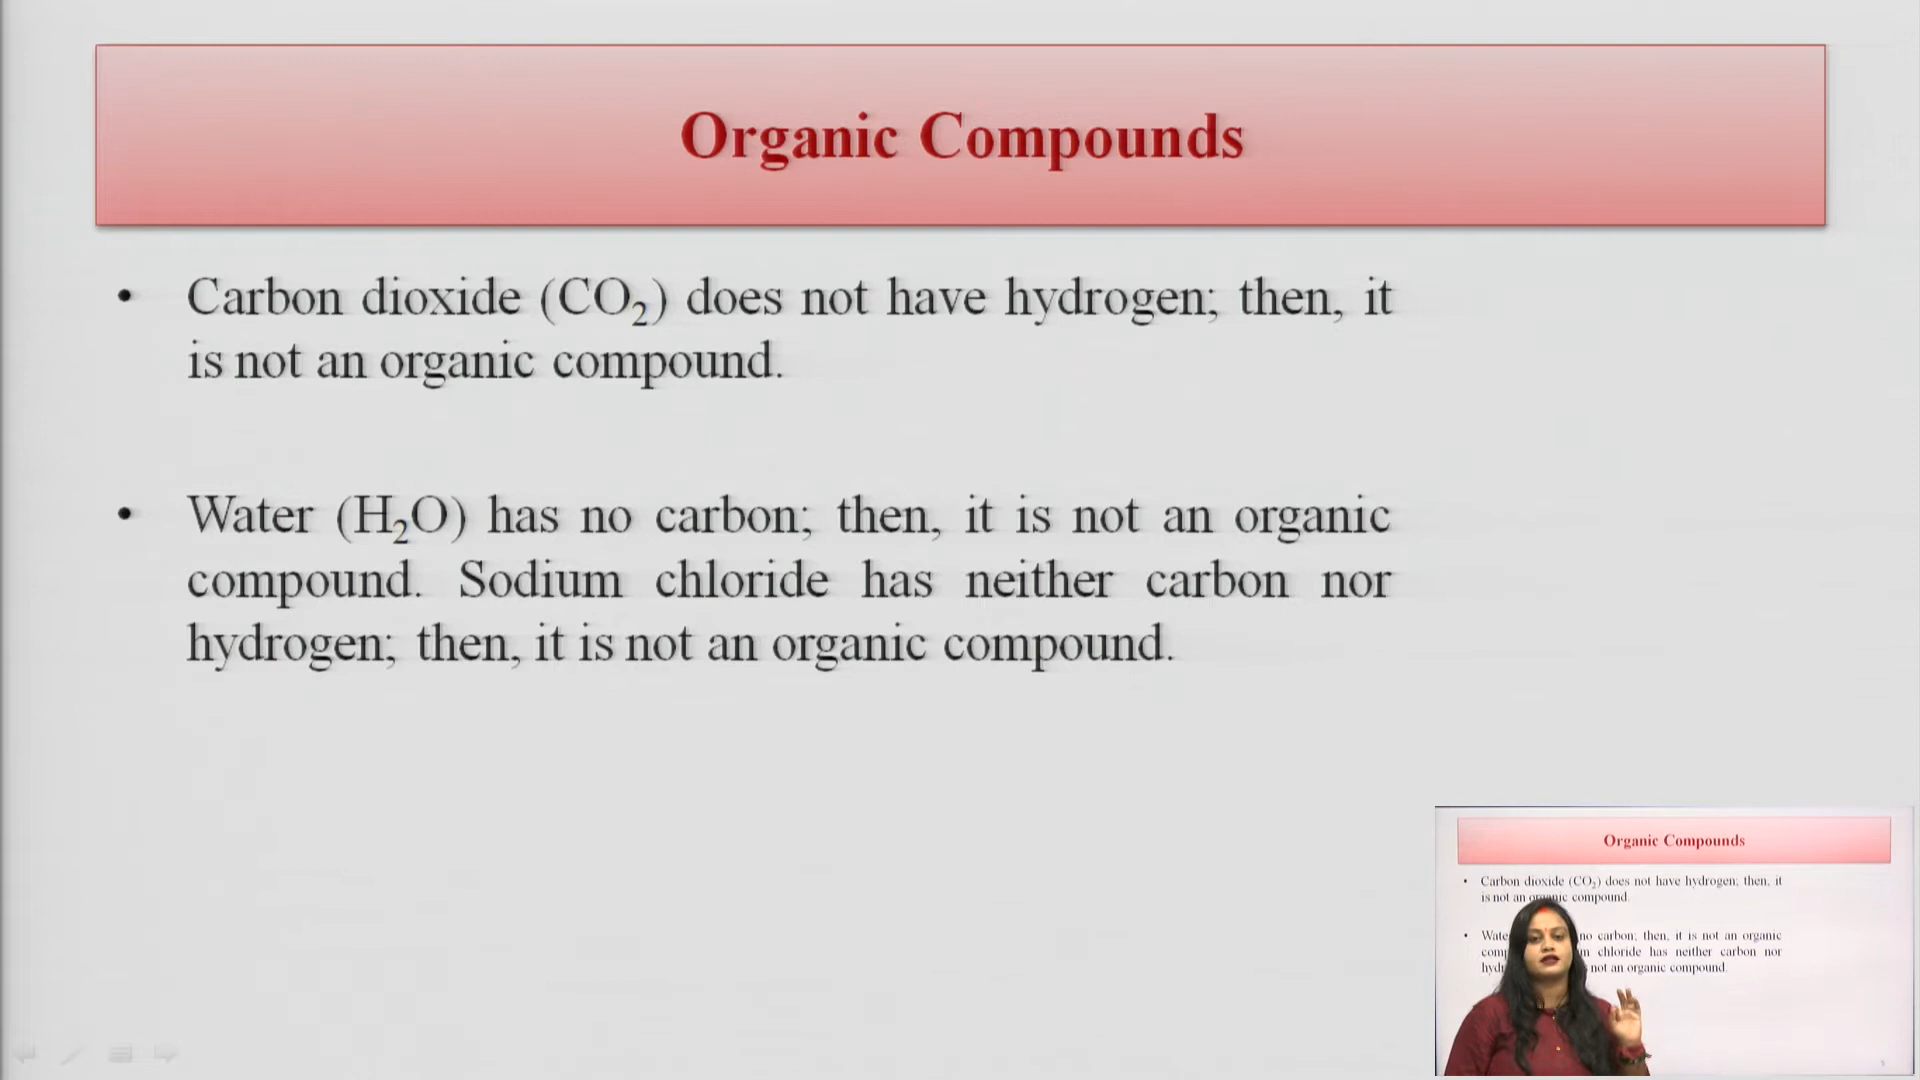 Organic Compounds
• Carbon dioxide (CO₂) does not have hydrogen; then, it
is not an organic compound.
• Water (H₂O) has no carbon; then, it is not an organic
compound. Sodium chloride has neither carbon nor
hydrogen; then, it is not an organic compound.
Organic Compounds
• Carbon dioxide (CO₂) does not have hydrogen; then, it
is not an organic compound.
• Wate no carbon; then, it is not an organic
comp m chloride has neither carbon nor
hydr not an organic compound.